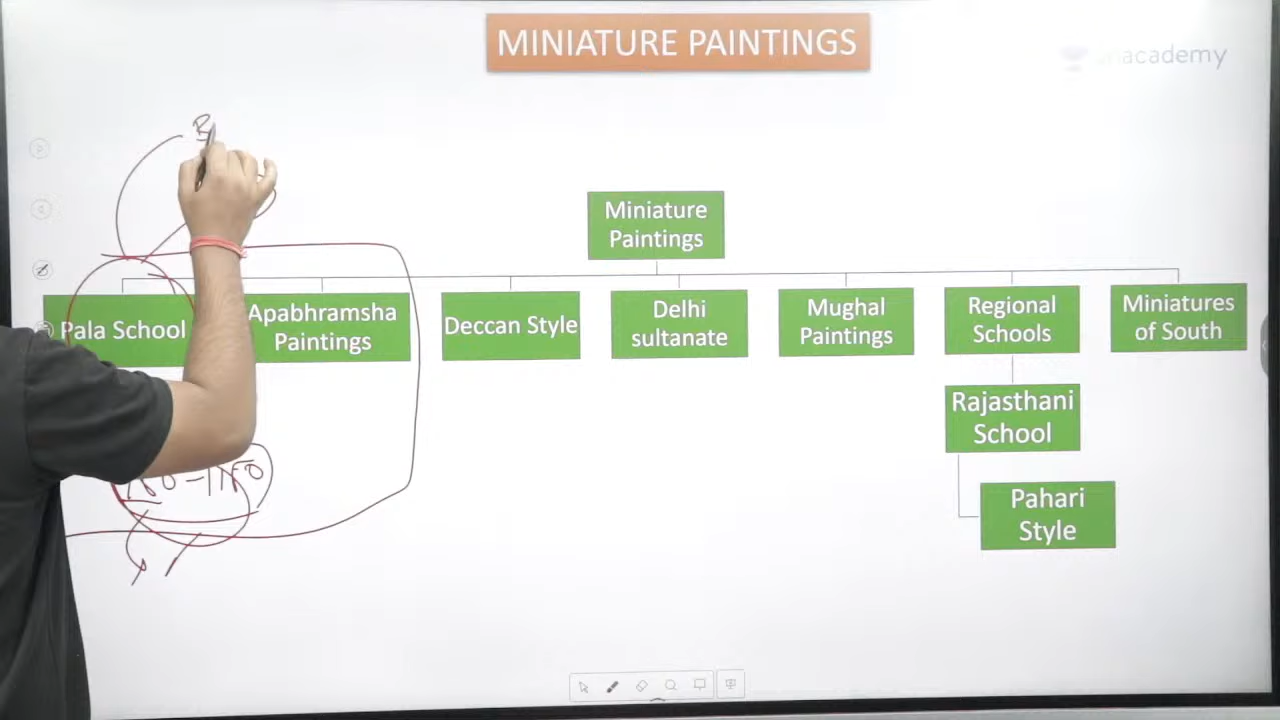 MINIATURE PAINTINGS
unacademy
Miniature
Paintings
Pala School
Apabhramsha
Paintings
Deccan Style
Delhi
sultanate
Mughal
Paintings
Regional
Schools
Miniatures
of South
Rajasthani
School
Pahari
Style